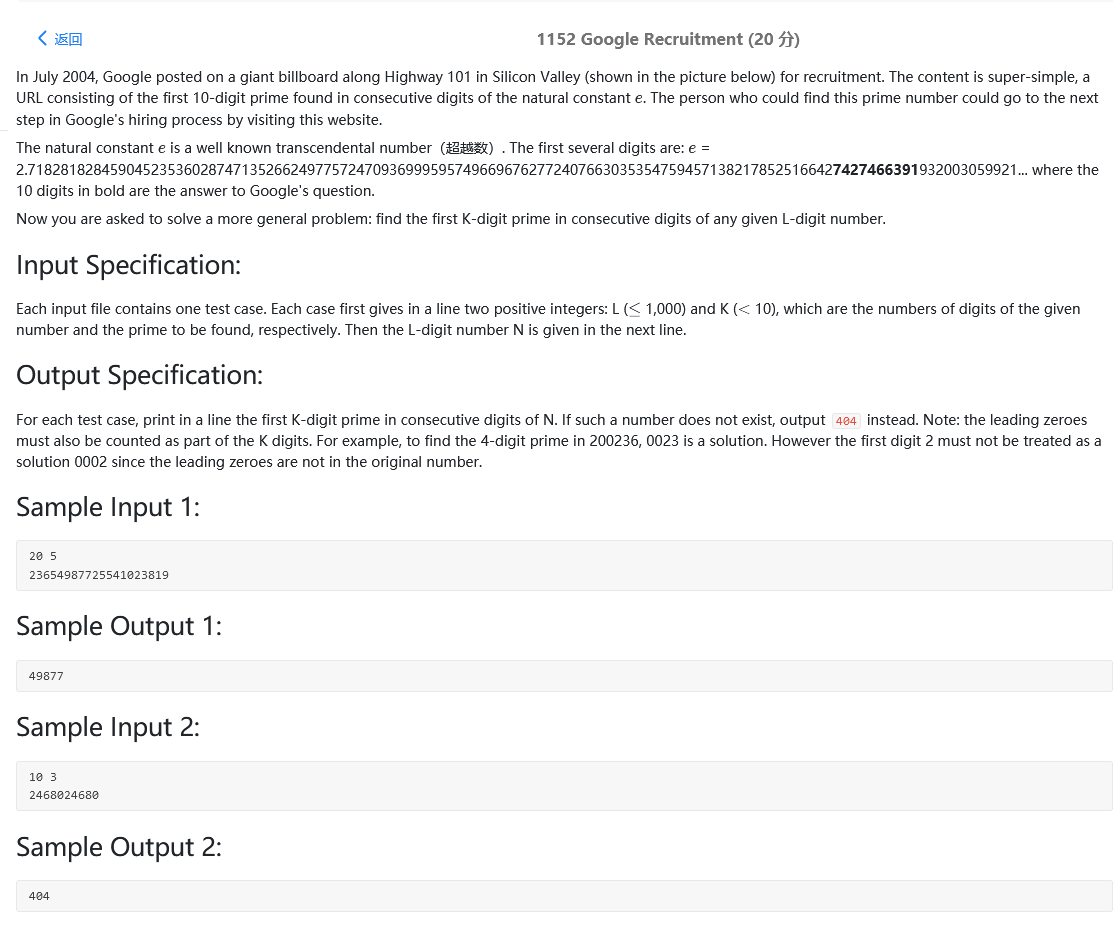 返回
1152 Google Recruitment (20 分)
In July 2004, Google posted on a giant billboard along Highway 101 in Silicon Valley (shown in the picture below) for recruitment. The content is super-simple, a
URL consisting of the first 10-digit prime found in consecutive digits of the natural constant e. The person who could find this prime number could go to the next
step in Google's hiring process by visiting this website.
The natural constant e is a well known transcendental number（超越数）. The first several digits are: e =
2.718281828459045235360287471352662497757247093699959574966967627724076630353547594571382178525166427427466391932003059921... where the
10 digits in bold are the answer to Google's question.
Now you are asked to solve a more general problem: find the first K-digit prime in consecutive digits of any given L-digit number.
Input Specification:
Each input file contains one test case. Each case first gives in a line two positive integers: L (≤ 1,000) and K (< 10), which are the numbers of digits of the given
number and the prime to be found, respectively. Then the L-digit number N is given in the next line.
Output Specification:
For each test case, print in a line the first K-digit prime in consecutive digits of N. If such a number does not exist, output 404 instead. Note: the leading zeroes
must also be counted as part of the K digits. For example, to find the 4-digit prime in 200236, 0023 is a solution. However the first digit 2 must not be treated as a
solution 0002 since the leading zeroes are not in the original number.
Sample Input 1:
20 5
23654987725541023819
Sample Output 1:
49877
Sample Input 2:
10 3
2468024680
Sample Output 2:
404